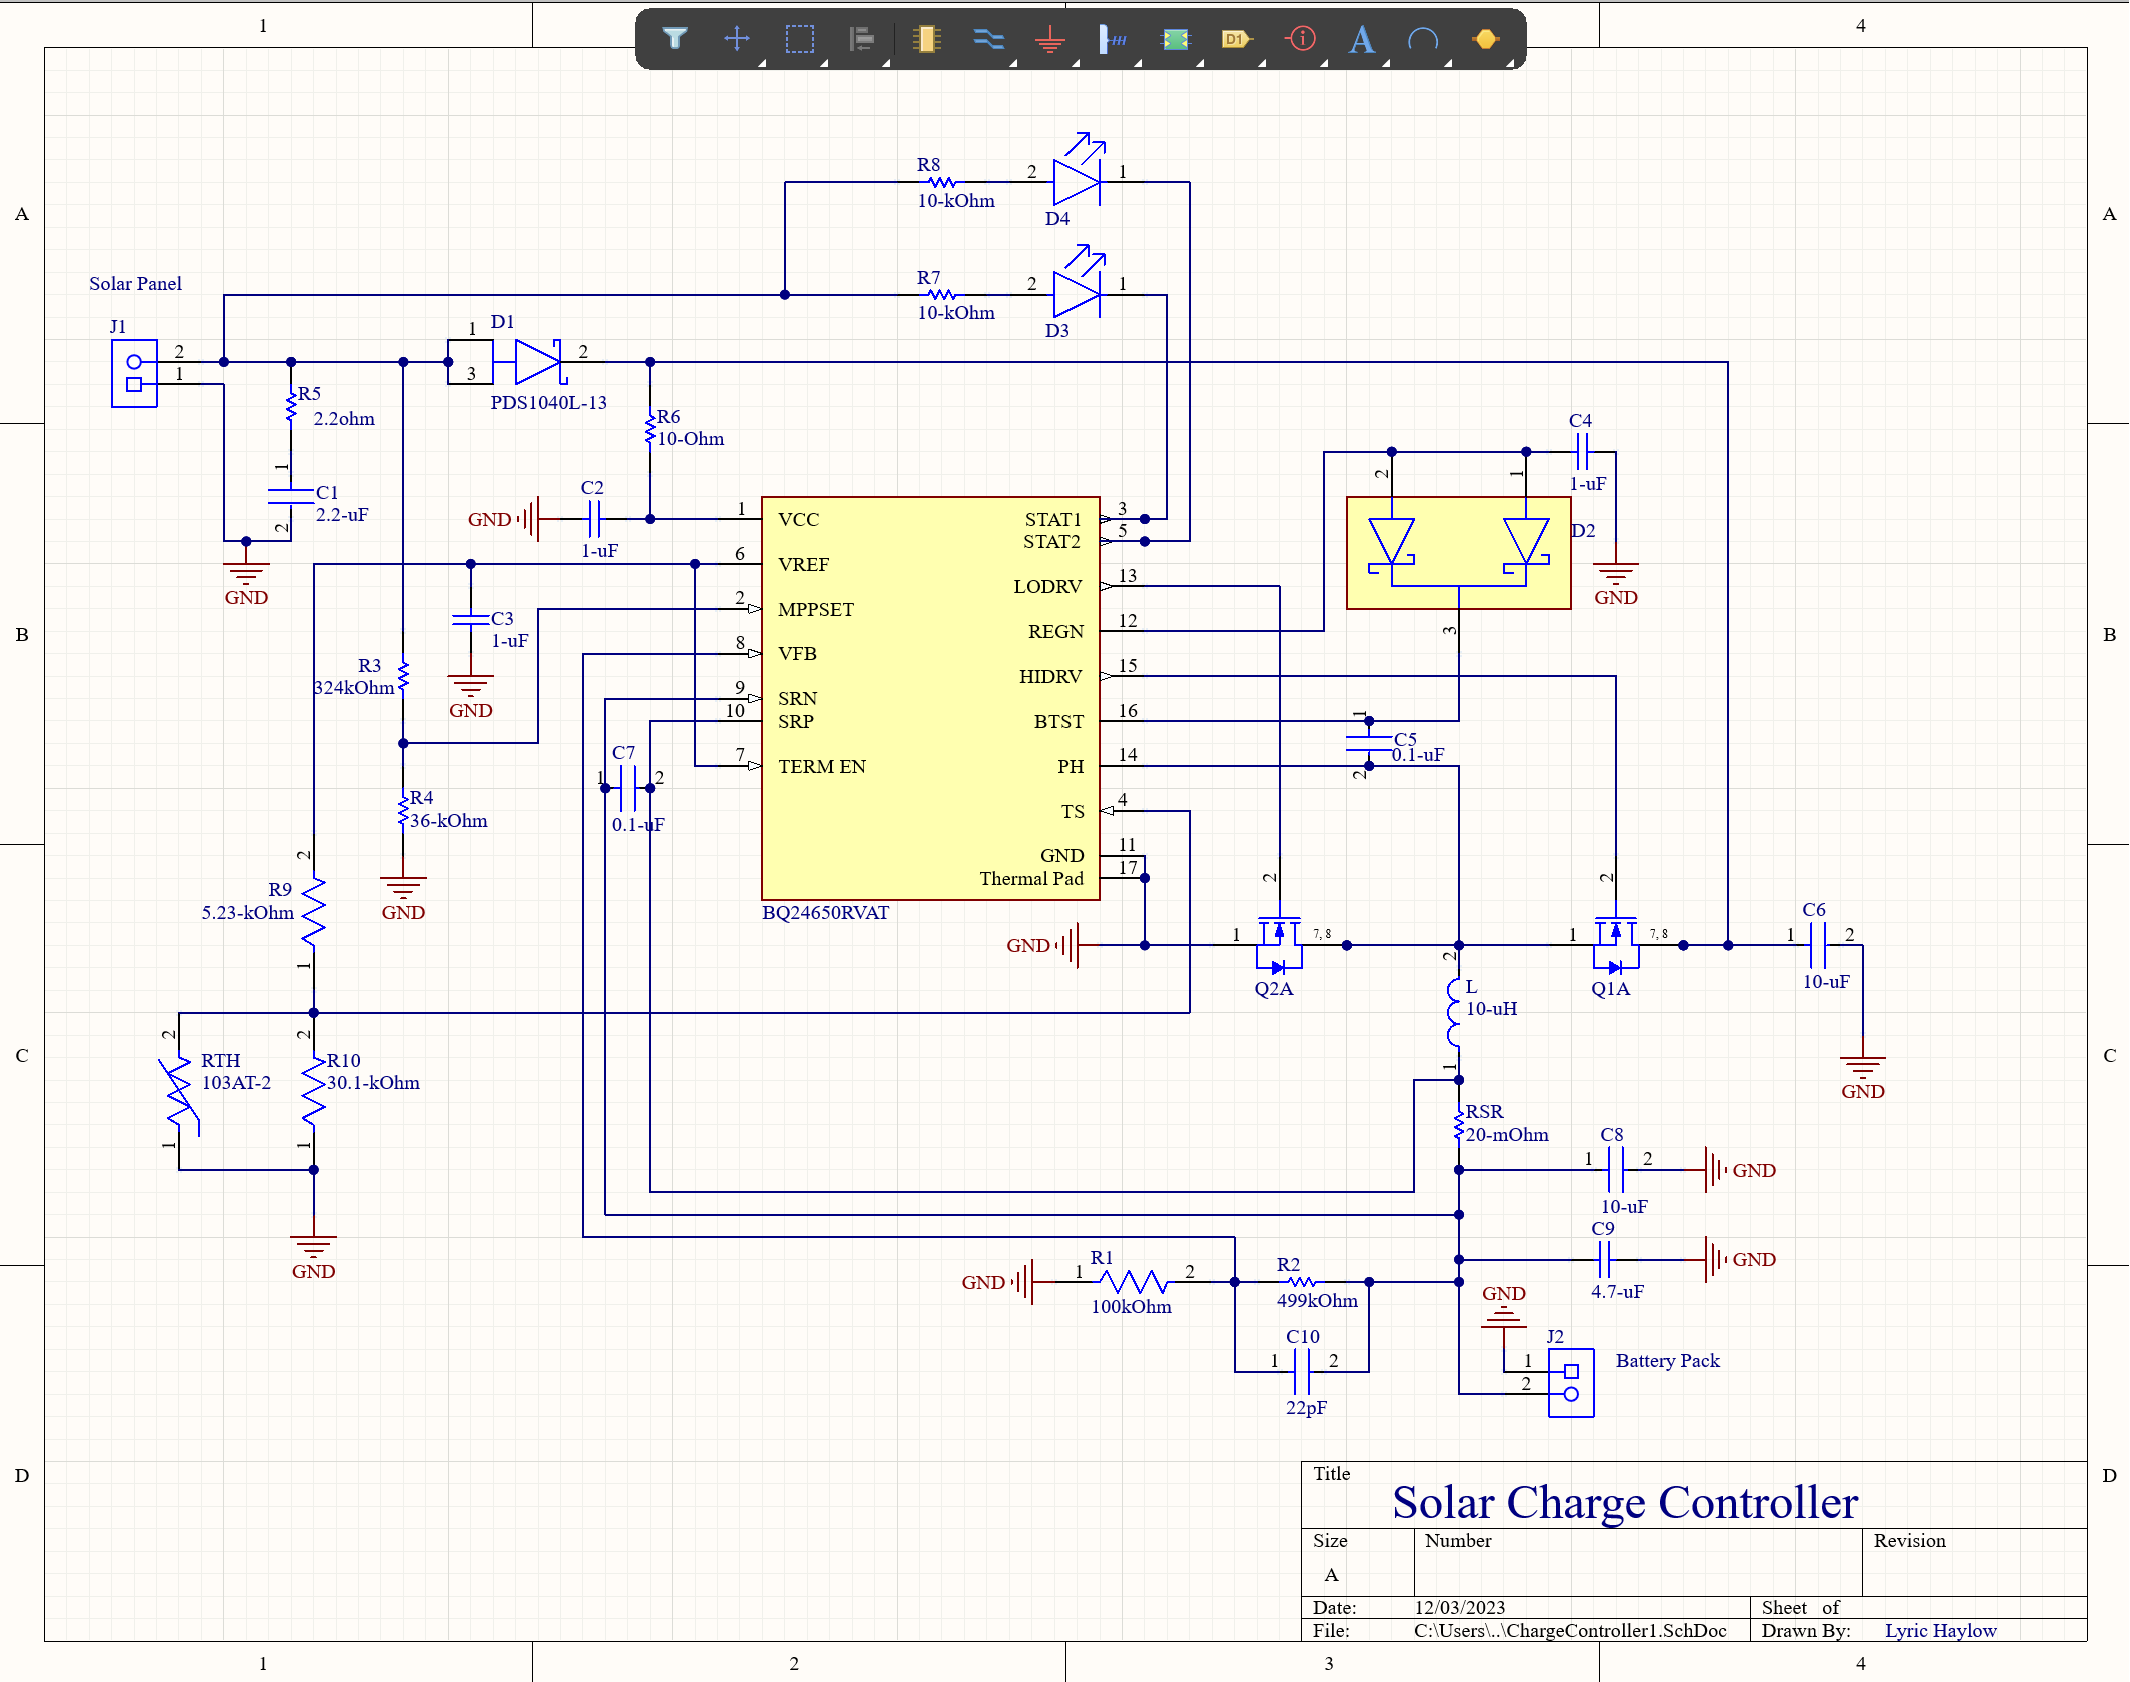 1
4
D1
A
A
R8
2
1
10-kOhm
D4
Solar Panel
R7
2
1
10-kOhm
D3
J1
2
1
1
D1
3
2
PDS1040L-13
R5
2.2ohm
R6
10-Ohm
1
C1
2.2-uF
2
GND
GND
C2
1-uF
C4
1-uF
2
1
D2
3
GND
1
VCC
6
VREF
2
MPPSET
8
VFB
9
SRN
10
SRP
7
TERM EN
STAT1
3
STAT2
5
LODRV
13
REGN
12
HIDRV
15
BTST
16
PH
14
TS
4
GND
11
Thermal Pad
17
BQ24650RVAT
B
B
C3
1-uF
GND
R3
324kOhm
R4
36-kOhm
GND
C7
1
2
0.1-uF
1
C5
0.1-uF
2
2
R9
5.23-kOhm
1
GND
2
1
7, 8
Q2A
2
1
7, 8
Q1A
C6
1
2
10-uF
GND
2
L
10-uH
1
C
C
2
RTH
103AT-2
1
2
R10
30.1-kOhm
1
GND
RSR
20-mOhm
C8
1
2
GND
10-uF
C9
GND
4.7-uF
GND
R1
1
2
100kOhm
R2
499kOhm
C10
1
2
22pF
GND
J2
1
2
Battery Pack
D
D
Title
Solar Charge Controller
Size
Number
Revision
A
Date:
12/03/2023
Sheet of
File:
C:\Users\..\ChargeController1.SchDoc
Drawn By:
Lyric Haylow
1
2
3
4